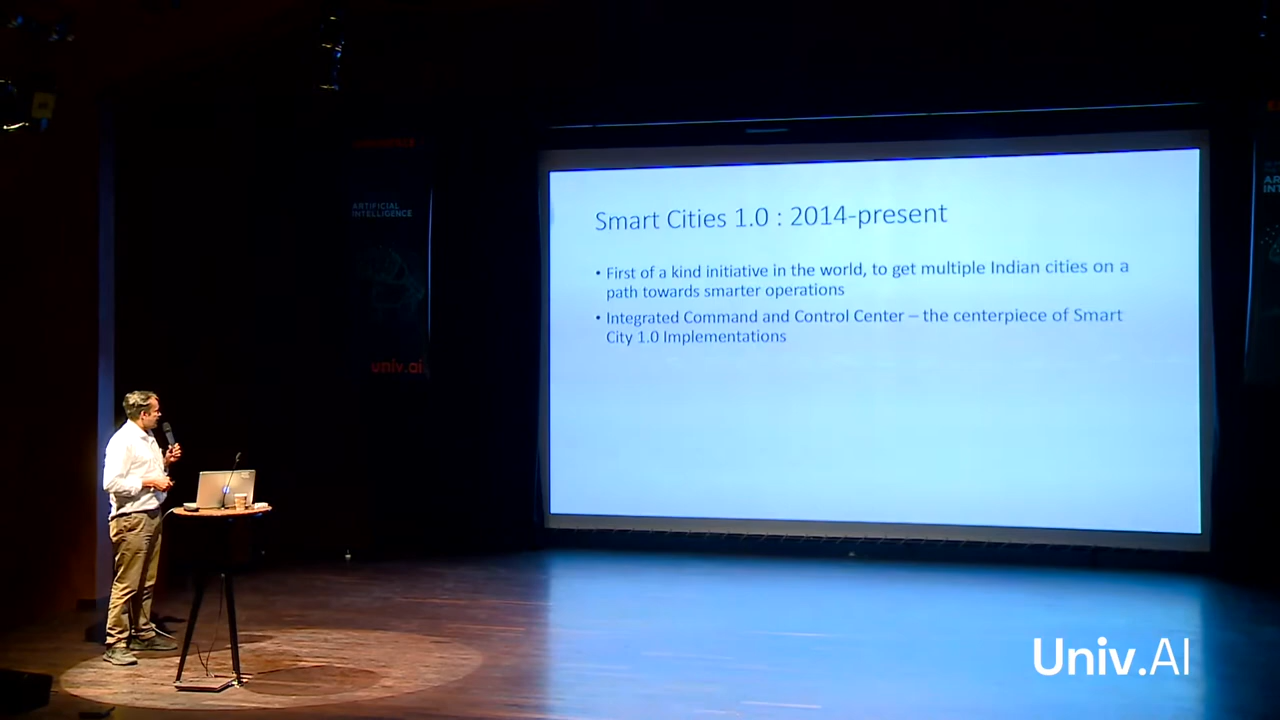 ARTIFICIAL
INTELLIGENCE
univ.ai
Smart Cities 1.0 : 2014-present
• First of a kind initiative in the world, to get multiple Indian cities on a
path towards smarter operations
• Integrated Command and Control Center – the centerpiece of Smart
City 1.0 Implementations
AR
INT
Univ.AI